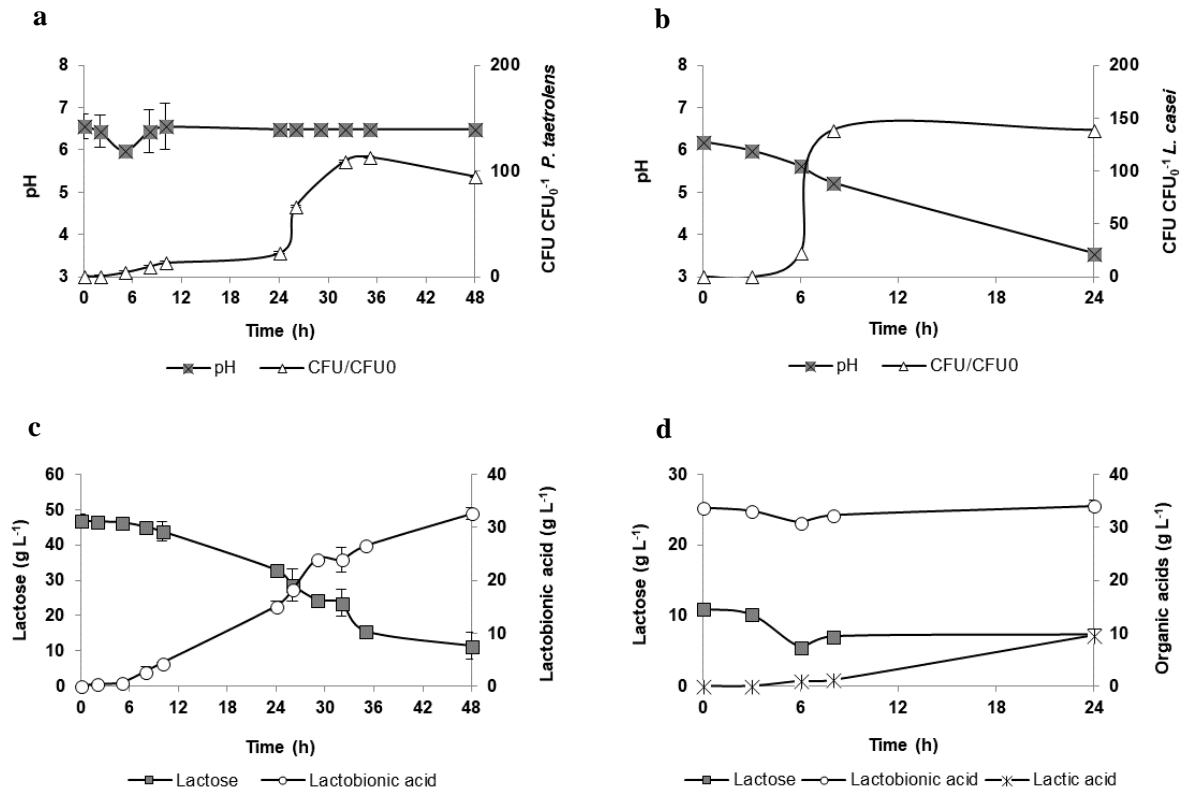 a
8
7
6
5
4
3
200
100
0
pH
CFU CFU₀⁻¹ P. taetrolens
0 6 12 18 24 30 36 42 48
Time (h)
pH CFU/CFU0
b
8
7
6
5
4
3
200
150
100
50
0
pH
CFU CFU₀⁻¹ L. casei
0 6 12 18 24
Time (h)
pH CFU/CFU0
c
60
50
40
30
20
10
0
40
30
20
10
0
Lactose (g L⁻¹)
Lactobionic acid (g L⁻¹)
0 6 12 18 24 30 36 42 48
Time (h)
Lactose Lactobionic acid
d
30
25
20
15
10
5
0
40
30
20
10
0
Lactose (g L⁻¹)
Organic acids (g L⁻¹)
0 6 12 18 24
Time (h)
Lactose Lactobionic acid Lactic acid